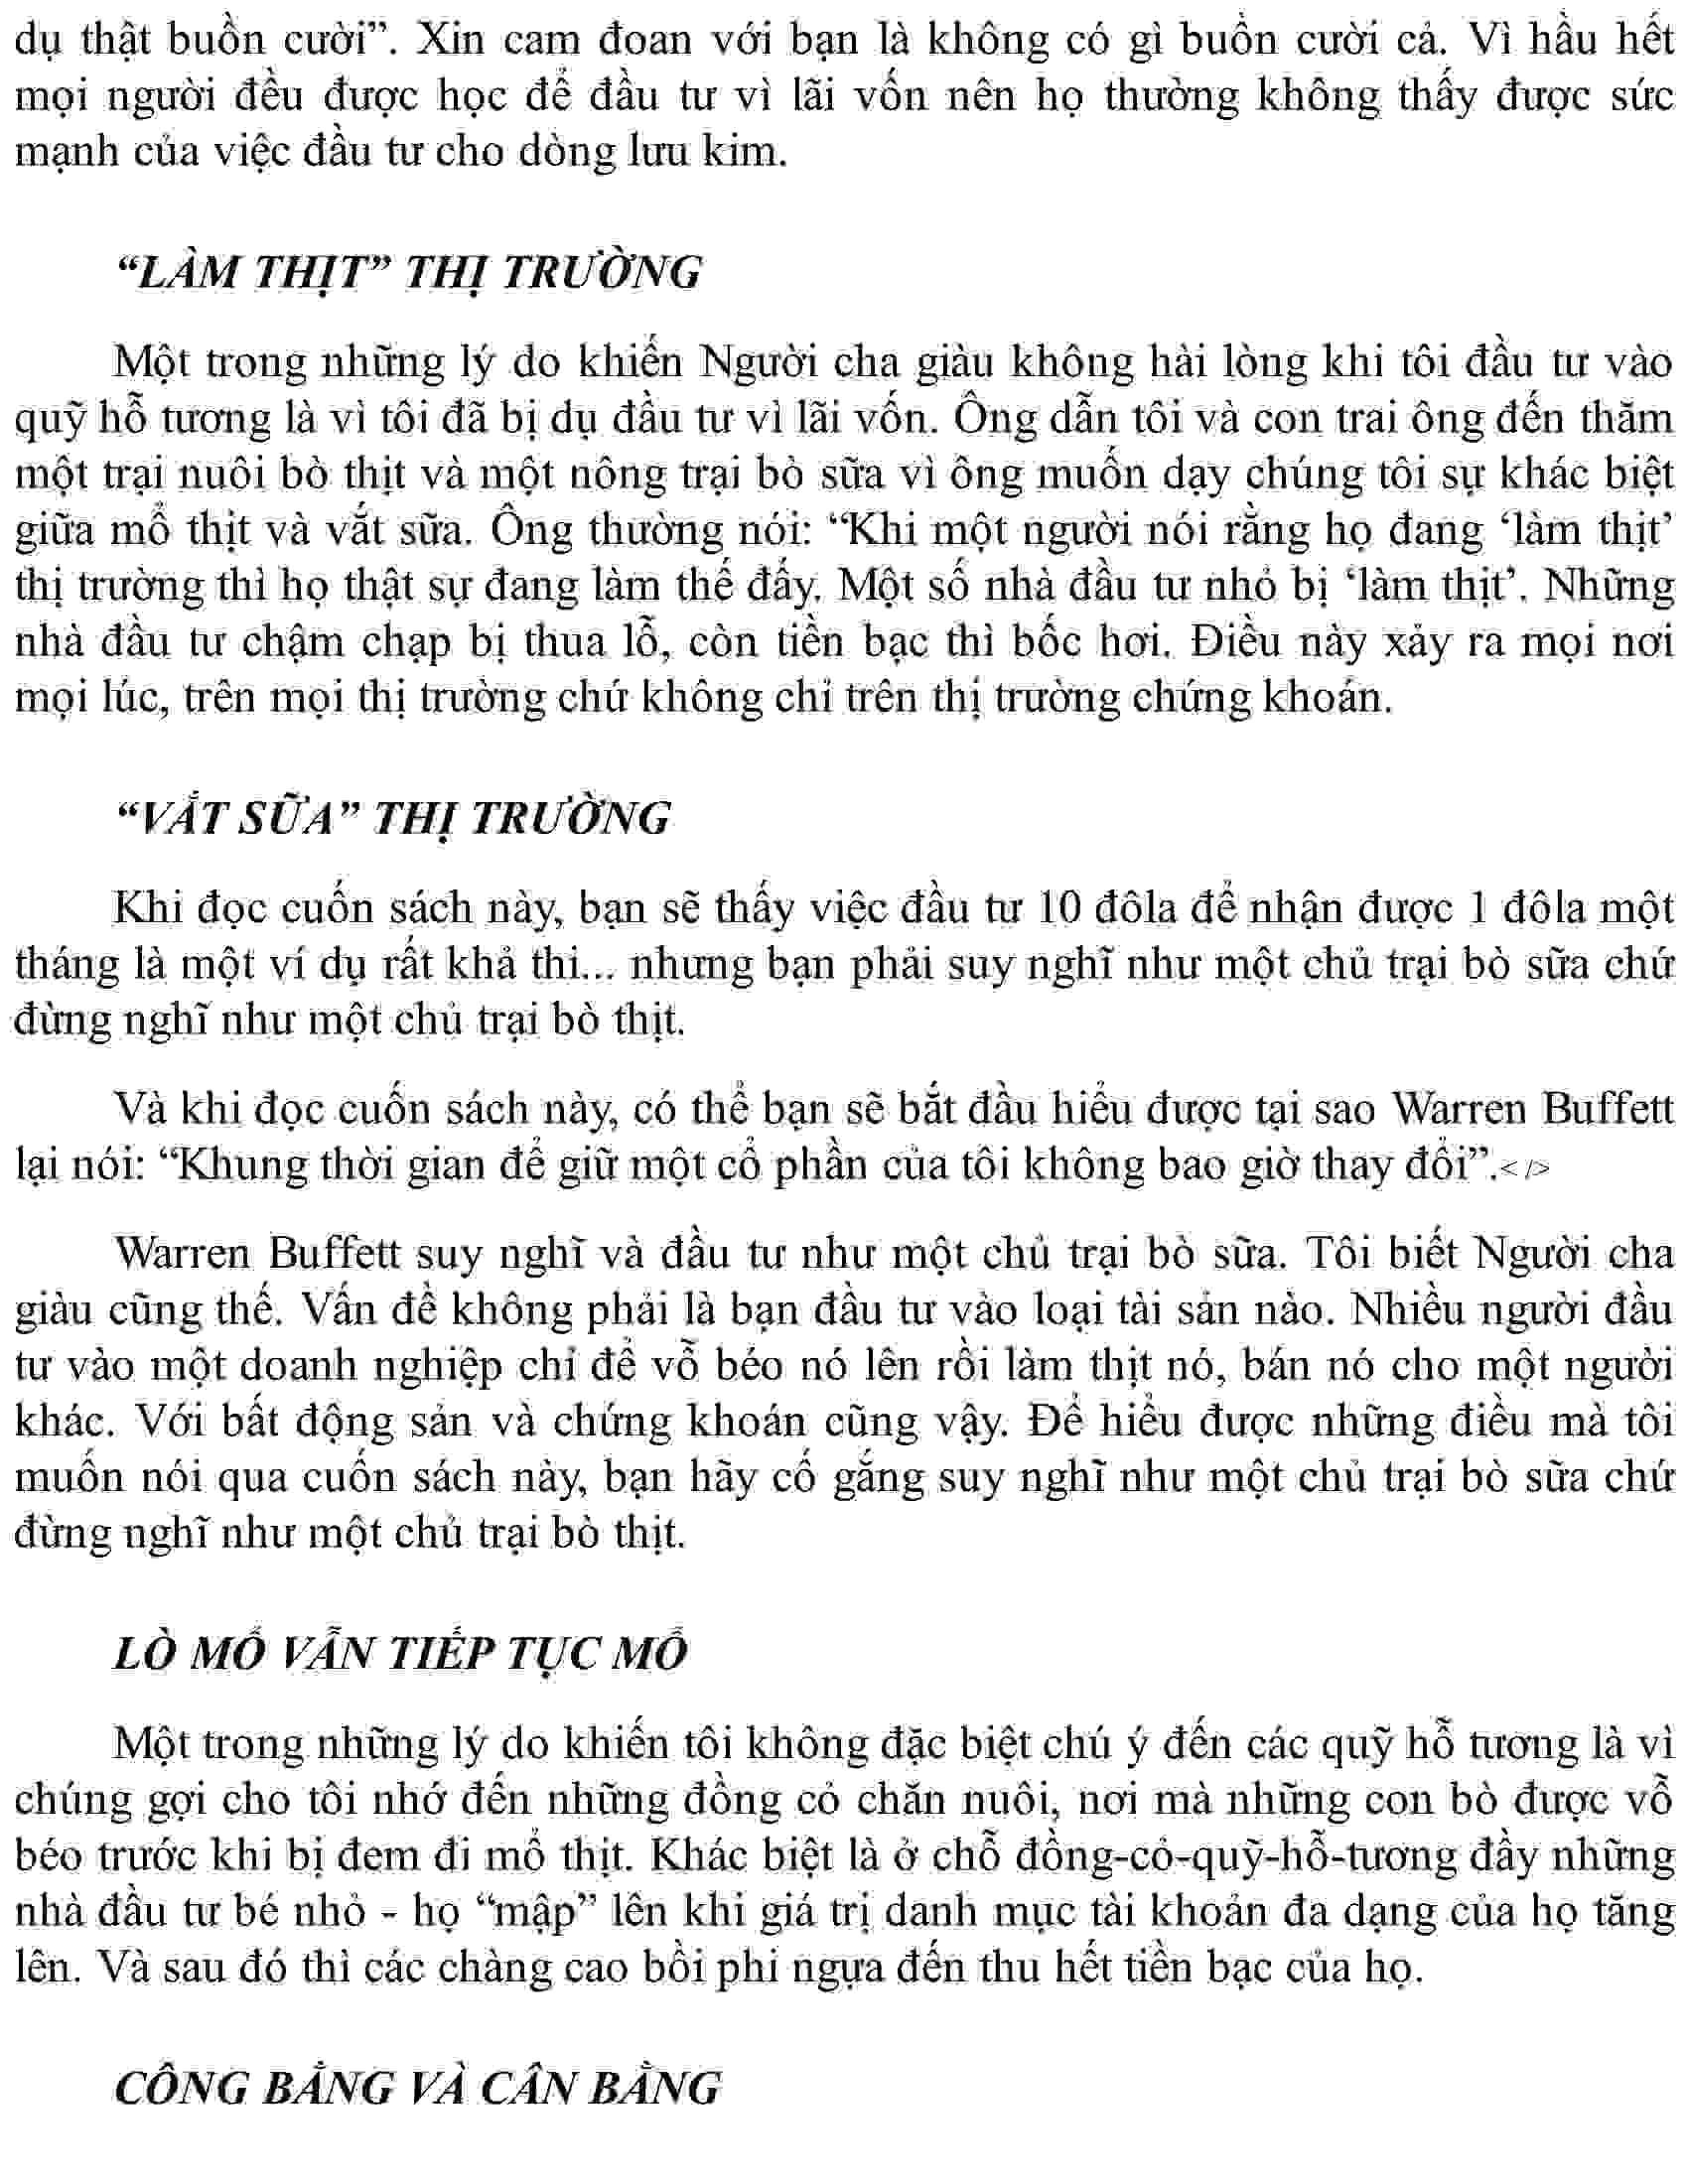 dụ thật buồn cười”. Xin cam đoan với bạn là không có gì buồn cười cả. Vì hầu hết
mọi người đều được học để đầu tư vì lãi vốn nên họ thường không thấy được sức
mạnh của việc đầu tư cho dòng lưu kim.
“LÀM THỊT” THỊ TRƯỜNG
Một trong những lý do khiến Người cha giàu không hài lòng khi tôi đầu tư vào
quỹ hỗ tương là vì tôi đã bị dụ đầu tư vì lãi vốn. Ông dẫn tôi và con trai ông đến thăm
một trại nuôi bò thịt và một nông trại bò sữa vì ông muốn dạy chúng tôi sự khác biệt
giữa mổ thịt và vắt sữa. Ông thường nói: “Khi một người nói rằng họ đang ‘làm thịt’
thị trường thì họ thật sự đang làm thế đấy. Một số nhà đầu tư nhỏ bị ‘làm thịt’. Những
nhà đầu tư chậm chạp bị thua lỗ, còn tiền bạc thì bốc hơi. Điều này xảy ra mọi nơi
mọi lúc, trên mọi thị trường chứ không chỉ trên thị trường chứng khoán.
“VẮT SỮA” THỊ TRƯỜNG
Khi đọc cuốn sách này, bạn sẽ thấy việc đầu tư 10 đôla để nhận được 1 đôla một
tháng là một ví dụ rất khả thi... nhưng bạn phải suy nghĩ như một chủ trại bò sữa chứ
đừng nghĩ như một chủ trại bò thịt.
Và khi đọc cuốn sách này, có thể bạn sẽ bắt đầu hiểu được tại sao Warren Buffett
lại nói: “Khung thời gian để giữ một cổ phần của tôi không bao giờ thay đổi”.< />
Warren Buffett suy nghĩ và đầu tư như một chủ trại bò sữa. Tôi biết Người cha
giàu cũng thế. Vấn đề không phải là bạn đầu tư vào loại tài sản nào. Nhiều người đầu
tư vào một doanh nghiệp chỉ để vỗ béo nó lên rồi làm thịt nó, bán nó cho một người
khác. Với bất động sản và chứng khoán cũng vậy. Để hiểu được những điều mà tôi
muốn nói qua cuốn sách này, bạn hãy cố gắng suy nghĩ như một chủ trại bò sữa chứ
đừng nghĩ như một chủ trại bò thịt.
LÒ MỔ VẪN TIẾP TỤC MỔ
Một trong những lý do khiến tôi không đặc biệt chú ý đến các quỹ hỗ tương là vì
chúng gợi cho tôi nhớ đến những đồng cỏ chăn nuôi, nơi mà những con bò được vỗ
béo trước khi bị đem đi mổ thịt. Khác biệt là ở chỗ đồng-cỏ-quỹ-hỗ-tương đầy những
nhà đầu tư bé nhỏ - họ “mập” lên khi giá trị danh mục tài khoản đa dạng của họ tăng
lên. Và sau đó thì các chàng cao bồi phi ngựa đến thu hết tiền bạc của họ.
CÔNG BẰNG VÀ CÂN BẰNG